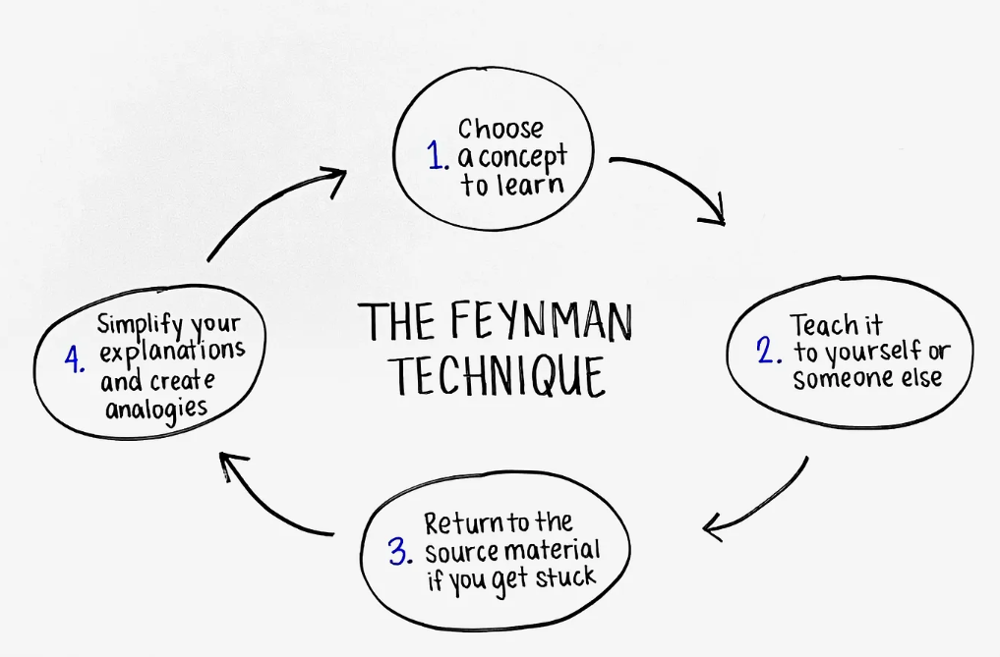 1. Choose
a concept
to learn
THE FEYNMAN
TECHNIQUE
2. Teach it
to yourself or
someone else
3. Return to the
source material
if you get stuck
4. Simplify your
explanations
and create
analogies